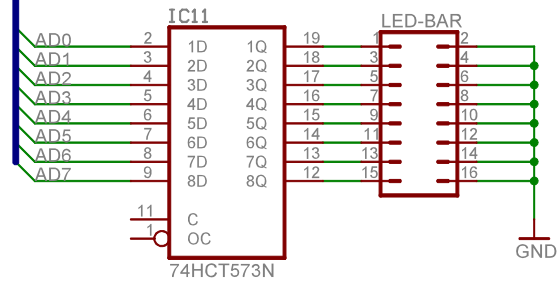 IC11 LED-BAR
AD0 2 1D 1Q 19 1 2
AD1 3 2D 2Q 18 3 4
AD2 4 3D 3Q 17 5 6
AD3 5 4D 4Q 16 7 8
AD4 6 5D 5Q 15 9 10
AD5 7 6D 6Q 14 11 12
AD6 8 7D 7Q 13 13 14
AD7 9 8D 8Q 12 15 16
11 C
1 OC
GND
74HCT573N